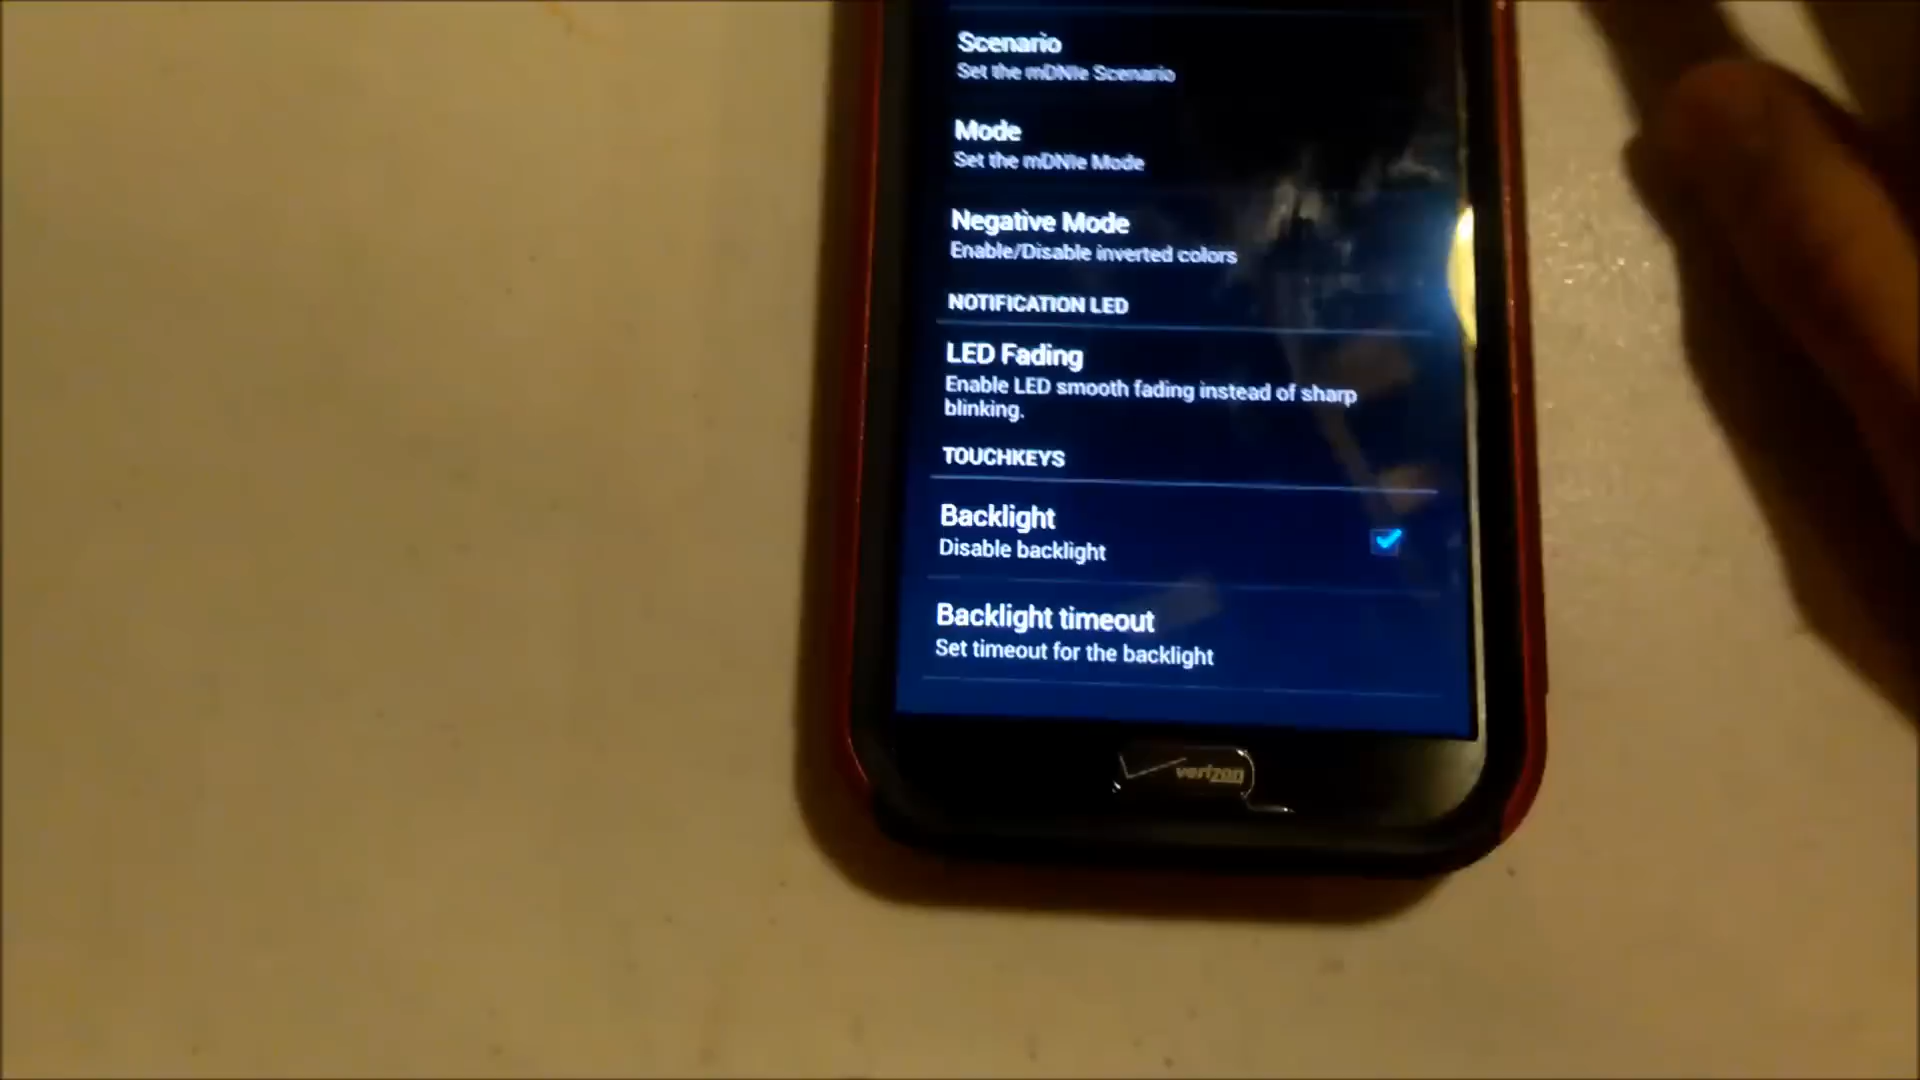 Scenario
Set the mDNIe Scenario
Mode
Set the mDNIe Mode
Negative Mode
Enable/Disable inverted colors
NOTIFICATION LED
LED Fading
Enable LED smooth fading instead of sharp
blinking.
TOUCHKEYS
Backlight
Disable backlight
Backlight timeout
Set timeout for the backlight
verizon